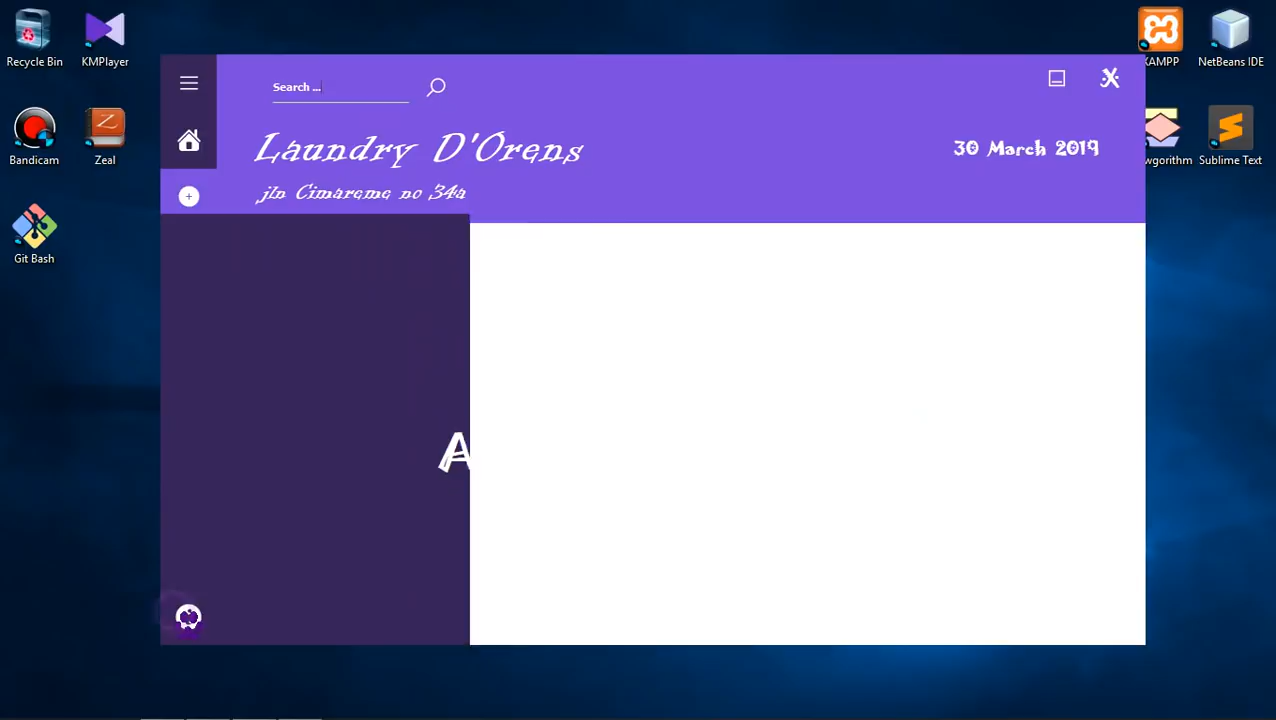 Recycle Bin
KMPlayer
Bandicam
Zeal
Git Bash
XAMPP
NetBeans IDE
Sublime Text
Search ...
Laundry D'Orens
jln Cimareme no 34a
30 March 2019
A